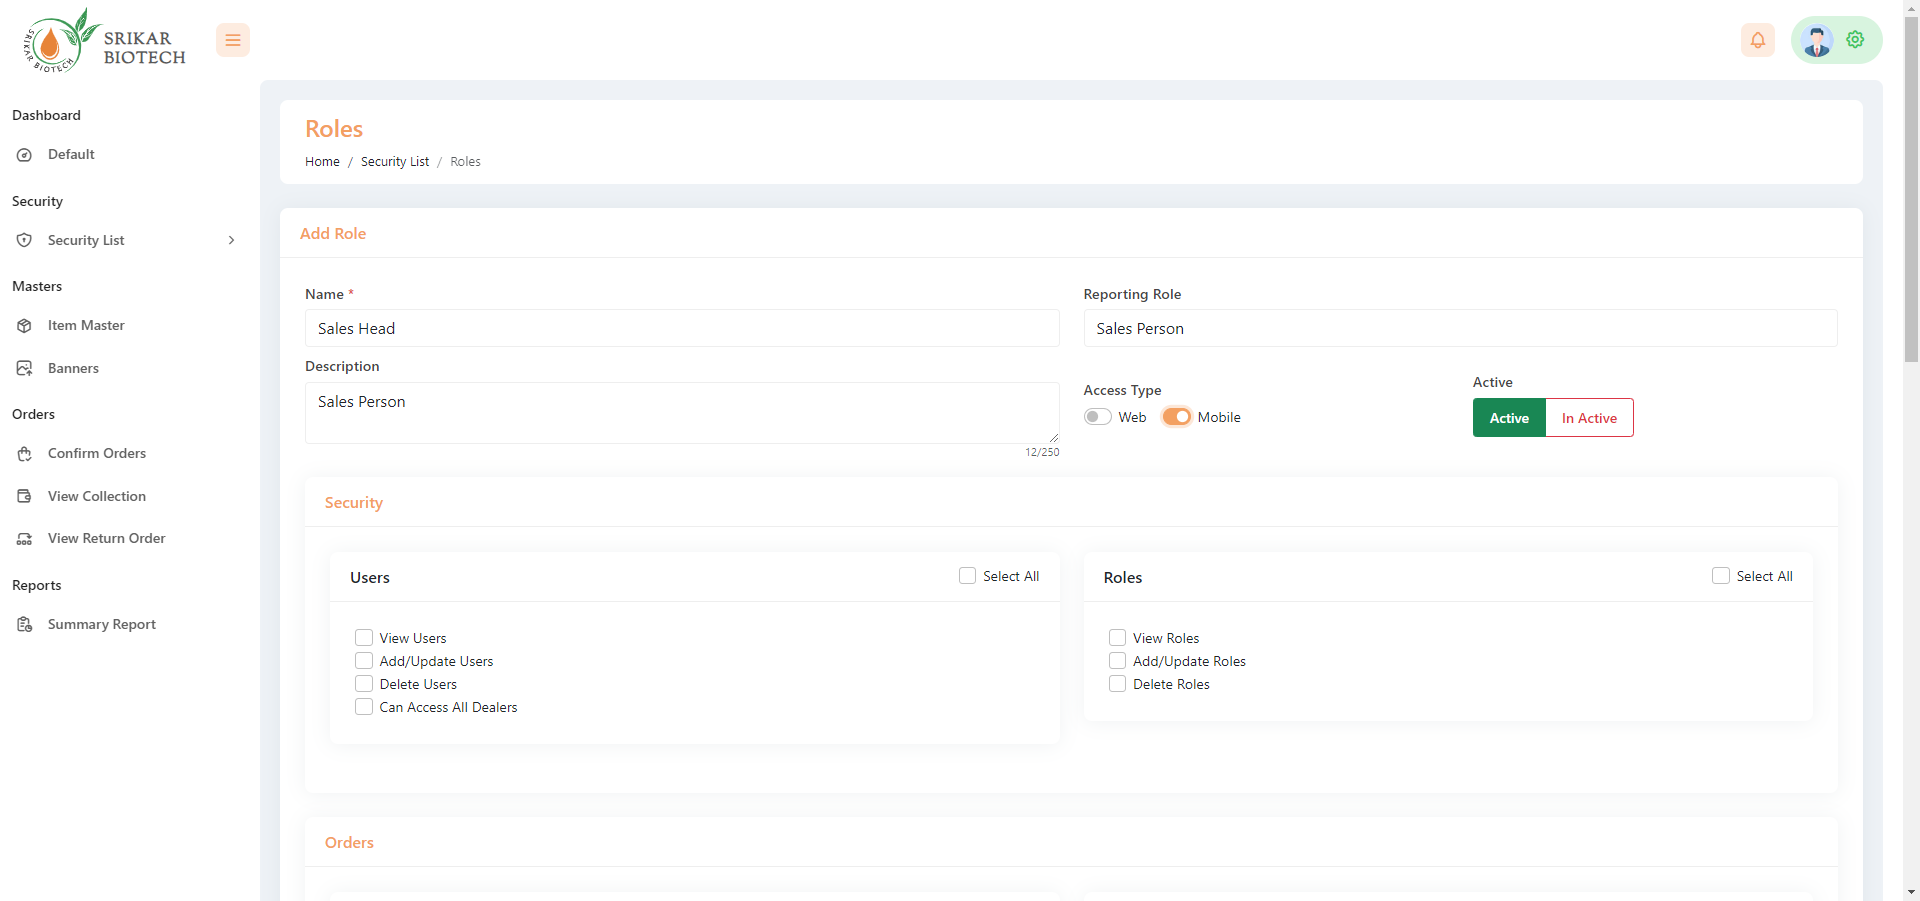 SRIKAR BIOTECH
SRIKAR
BIOTECH
Dashboard
Default
Security
Security List
Masters
Item Master
Banners
Orders
Confirm Orders
View Collection
View Return Order
Reports
Summary Report
Roles
Home / Security List / Roles
Add Role
Name *
Sales Head
Reporting Role
Sales Person
Description
Sales Person
12/250
Access Type
Web Mobile
Active
Active In Active
Security
Users Select All
View Users
Add/Update Users
Delete Users
Can Access All Dealers
Roles Select All
View Roles
Add/Update Roles
Delete Roles
Orders